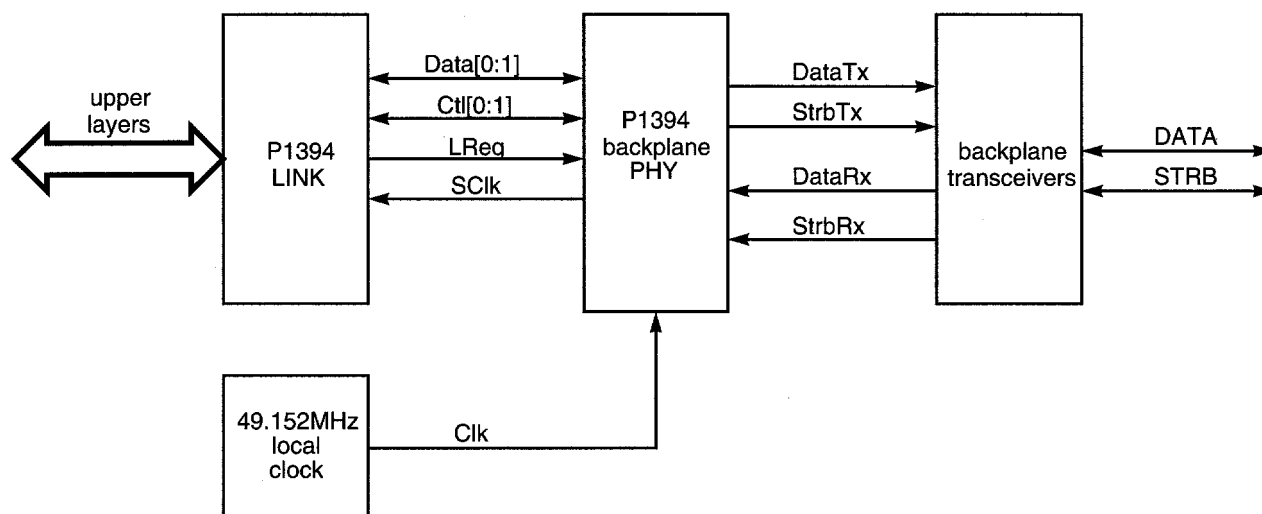 upper
layers
P1394
LINK
Data[0:1]
Ctl[0:1]
LReq
SClk
P1394
backplane
PHY
DataTx
StrbTx
DataRx
StrbRx
backplane
transceivers
DATA
STRB
49.152MHz
local
clock
Clk